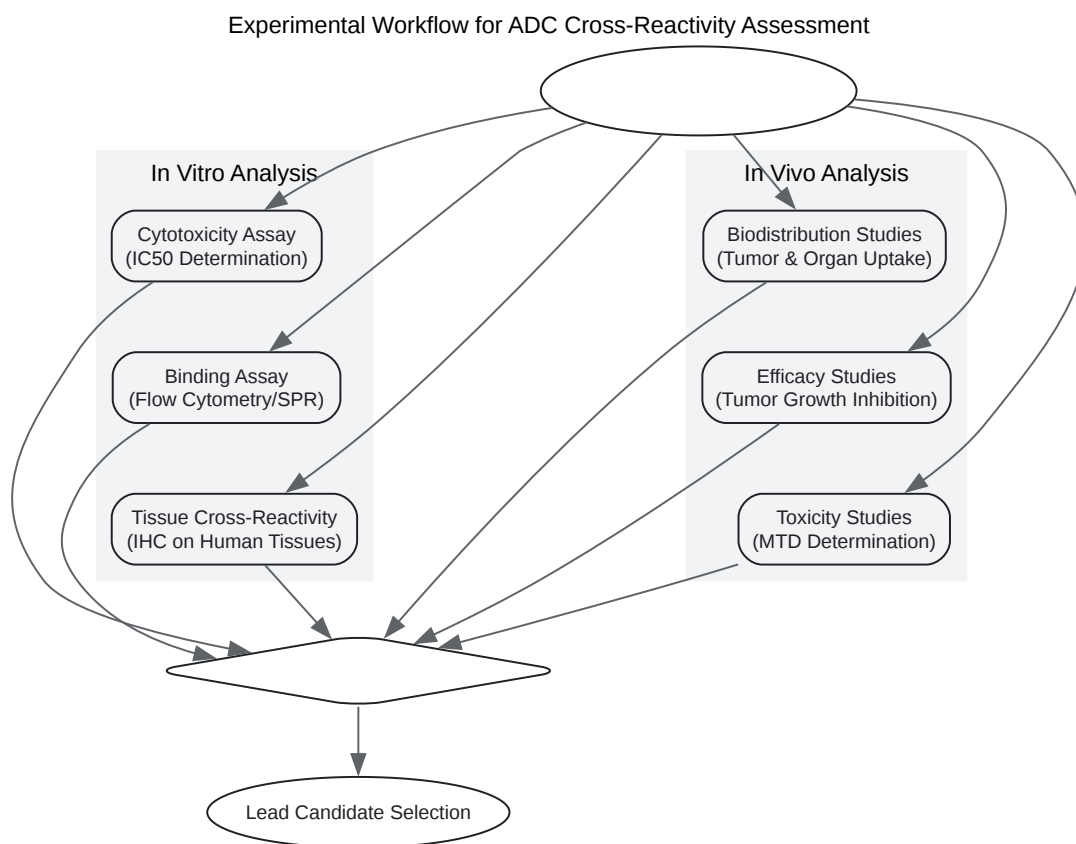 Experimental Workflow for ADC Cross-Reactivity Assessment
In Vitro Analysis
Cytotoxicity Assay
(IC50 Determination)
Binding Assay
(Flow Cytometry/SPR)
Tissue Cross-Reactivity
(IHC on Human Tissues)
In Vivo Analysis
Biodistribution Studies
(Tumor & Organ Uptake)
Efficacy Studies
(Tumor Growth Inhibition)
Toxicity Studies
(MTD Determination)
Lead Candidate Selection